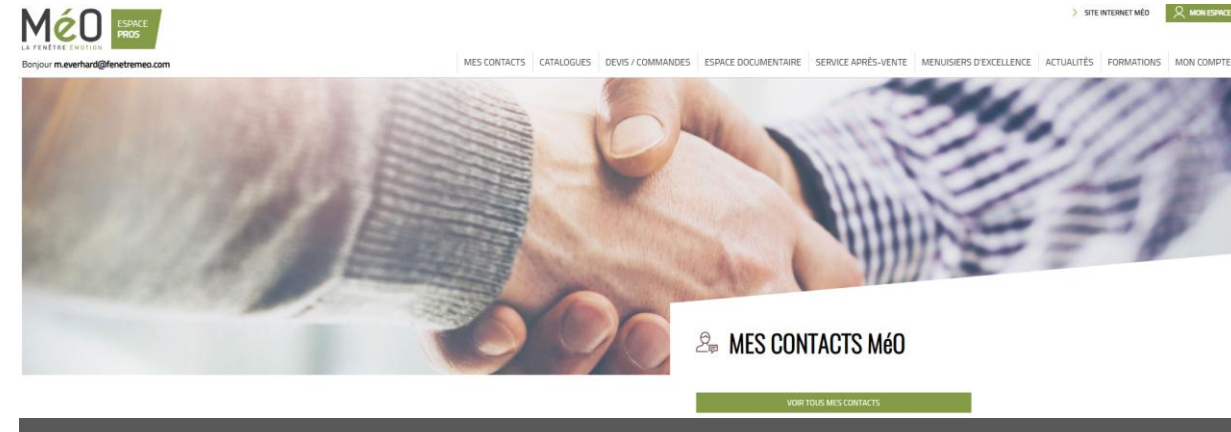 SITE INTERNET MÉO
MON ESPACE
MéO
ESPACE
PROS
LA FENÊTRE ÉMOTION
Bonjour m.everhard@fenetremeo.com
MES CONTACTS
CATALOGUES
DEVIS / COMMANDES
ESPACE DOCUMENTAIRE
SERVICE APRÈS-VENTE
MENUISIERS D'EXCELLENCE
ACTUALITÉS
FORMATIONS
MON COMPTE
MES CONTACTS MéO
VOIR TOUS MES CONTACTS